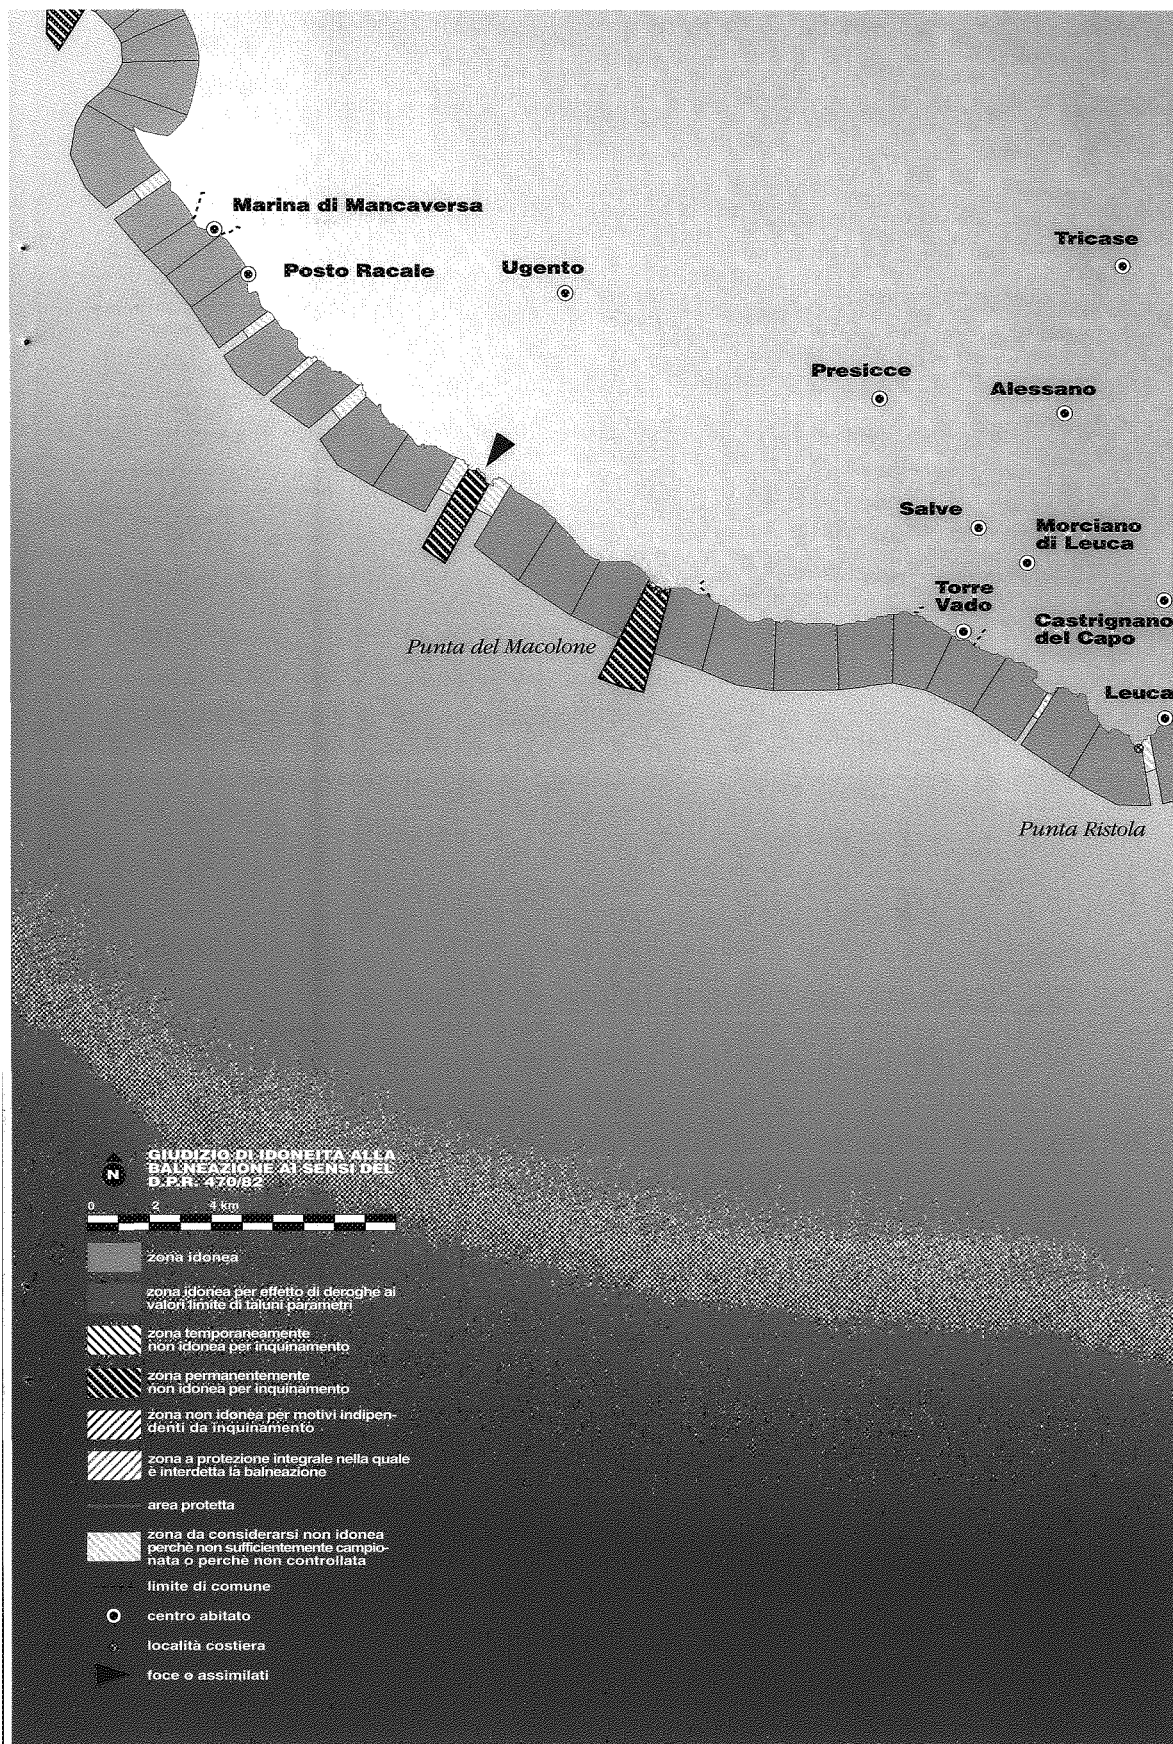 Marina di Mancaversa
Tricase
Posto Racale
Ugento
Presicce
Alessano
Salve
Morciano
di Leuca
Torre
Vado
Castrignano
del Capo
Punta del Macolone
Leuca
Punta Ristola
N
GIUDIZIO DI IDONEITÀ ALLA
BALNEAZIONE AI SENSI DEL
D.P.R. 470/82
0 2 4 km
zona idonea
zona idonea per effetto di deroghe ai
valori limite di taluni parametri
zona temporaneamente
non idonea per inquinamento
zona permanentemente
non idonea per inquinamento
zona non idonea per motivi indipen-
denti da inquinamento
zona a protezione integrale nella quale
è interdetta la balneazione
area protetta
zona da considerarsi non idonea
perchè non sufficientemente campio-
nata o perchè non controllata
limite di comune
centro abitato
località costiera
foce o assimilati